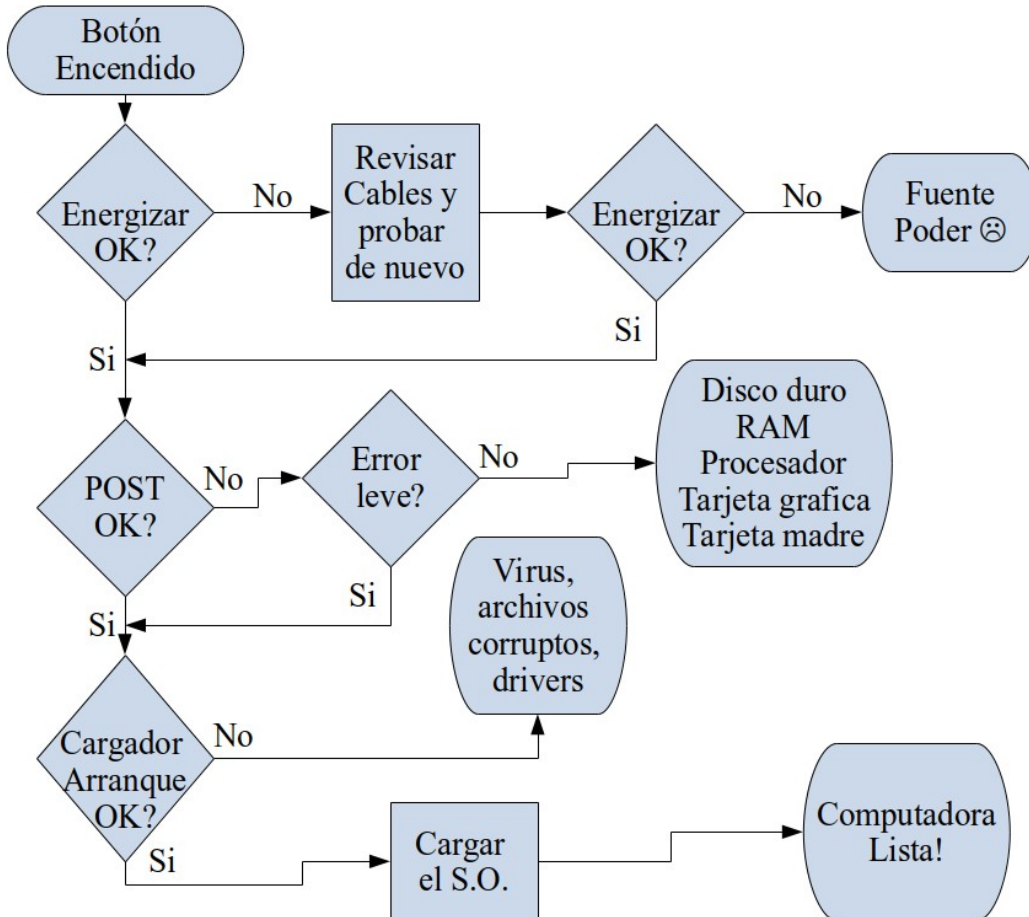 Botón
Encendido
Energizar
OK?
No
Revisar
Cables y
probar
de nuevo
Energizar
OK?
No
Fuente
Poder ☹
Si
Si
POST
OK?
No
Error
leve?
No
Disco duro
RAM
Procesador
Tarjeta grafica
Tarjeta madre
Si
Si
Virus,
archivos
corruptos,
drivers
Cargador
Arranque
OK?
No
Si
Cargar
el S.O.
Computadora
Lista!